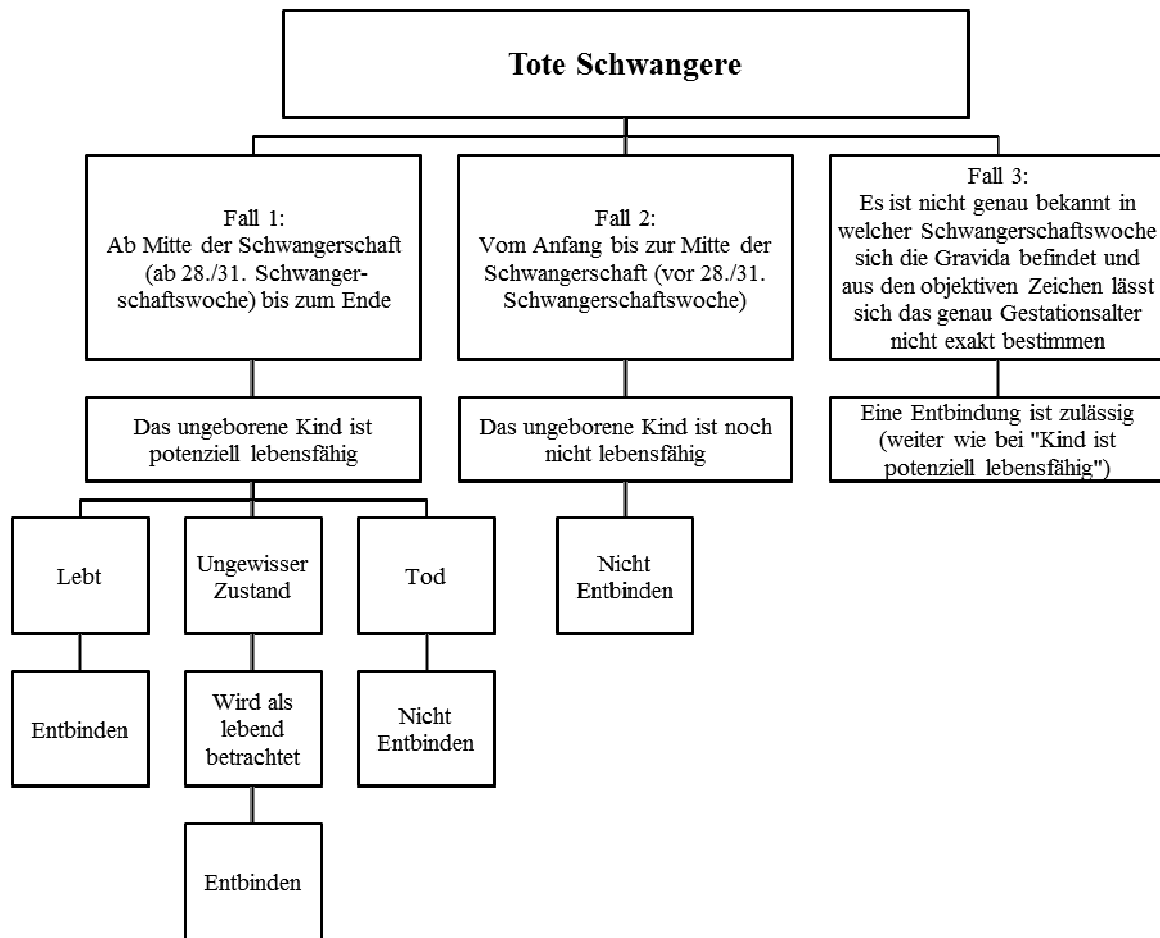 Tote Schwangere
Fall 1:
Ab Mitte der Schwangerschaft
(ab 28./31. Schwanger-
schaftswoche) bis zum Ende
Fall 2:
Vom Anfang bis zur Mitte der
Schwangerschaft (vor 28./31.
Schwangerschaftswoche)
Fall 3:
Es ist nicht genau bekannt in
welcher Schwangerschaftswoche
sich die Gravida befindet und
aus den objektiven Zeichen lässt
sich das genau Gestationsalter
nicht exakt bestimmen
Das ungeborene Kind ist
potenziell lebensfähig
Das ungeborene Kind ist noch
nicht lebensfähig
Eine Entbindung ist zulässig
(weiter wie bei "Kind ist
potenziell lebensfähig")
Lebt
Ungewisser
Zustand
Tod
Nicht
Entbinden
Entbinden
Wird als
lebend
betrachtet
Nicht
Entbinden
Entbinden